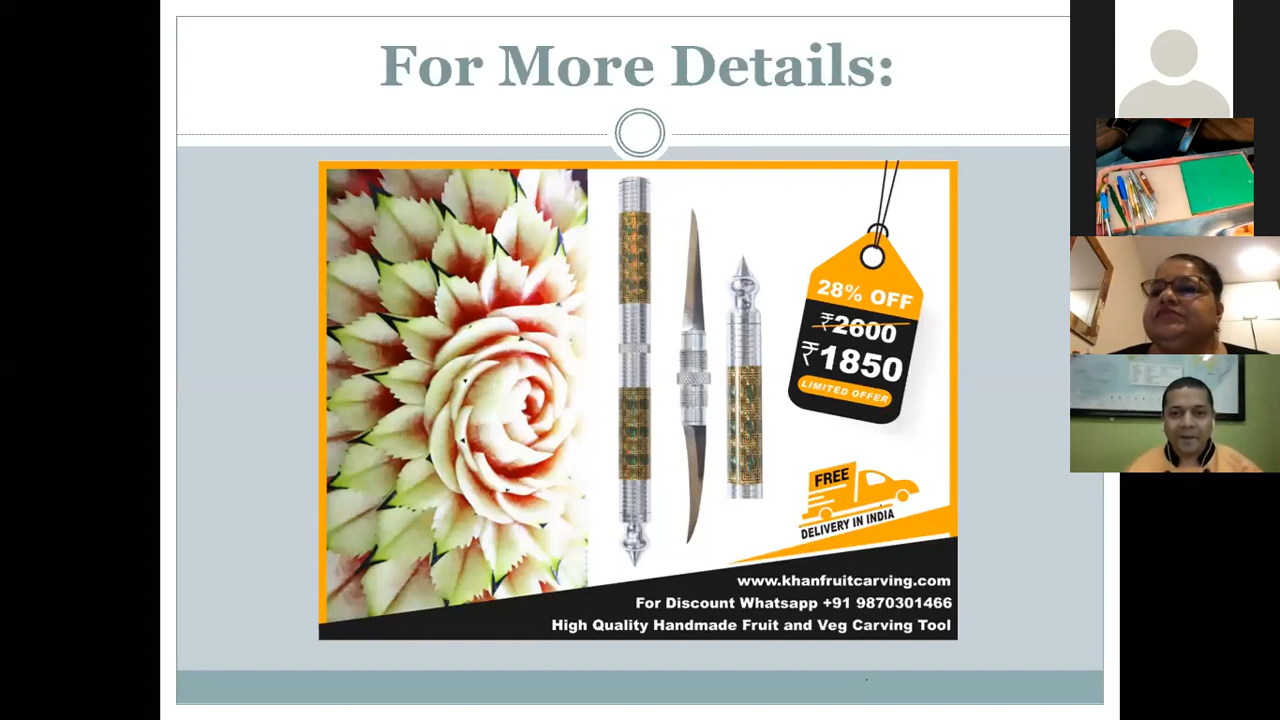 For More Details:
28% OFF
₹2600
₹1850
LIMITED OFFER
FREE
DELIVERY IN INDIA
www.khanfruitcarving.com
For Discount Whatsapp +91 9870301466
High Quality Handmade Fruit and Veg Carving Tool